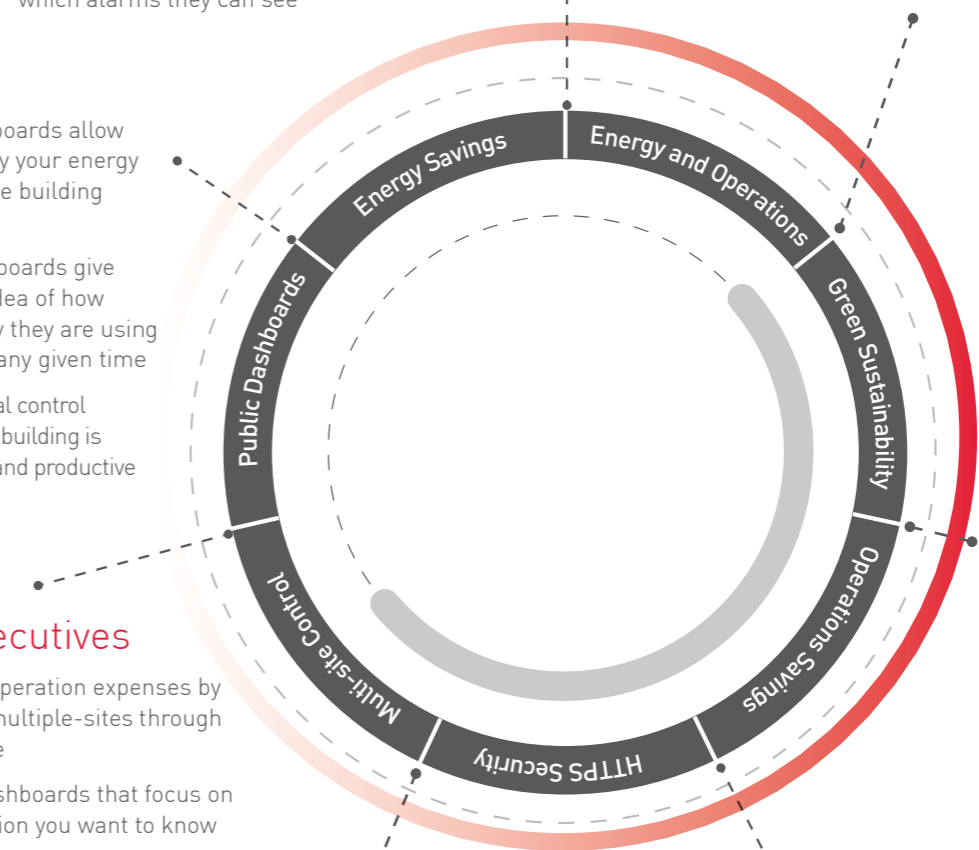 which alarms they can see
boards allow
y your energy
e building
boards give
dea of how
y they are using
any given time
al control
building is
and productive
ecutives
operation expenses by
multiple-sites through
e
shboards that focus on
ion you want to know
Energy Savings
Energy and Operations
Green Sustainability
Operations Savings
HTTPS Security
Multi-site Control
Public Dashboards